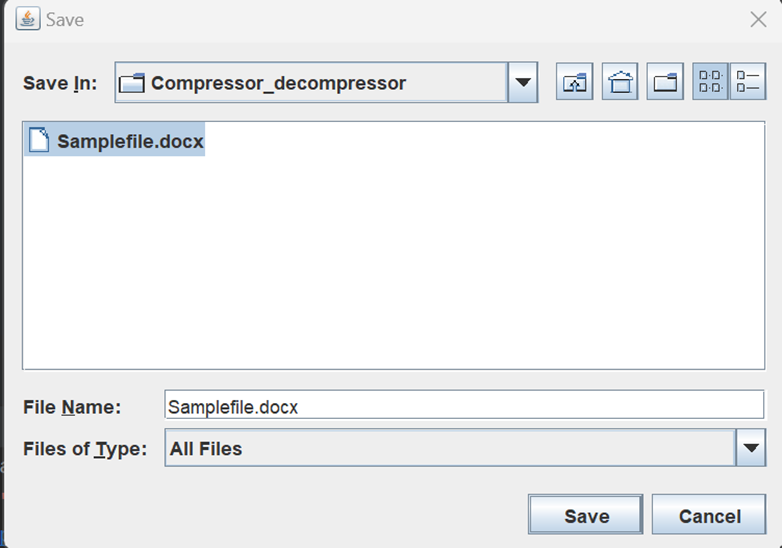 Save
Save In: Compressor_decompressor
Samplefile.docx
File Name: Samplefile.docx
Files of Type: All Files
Save Cancel